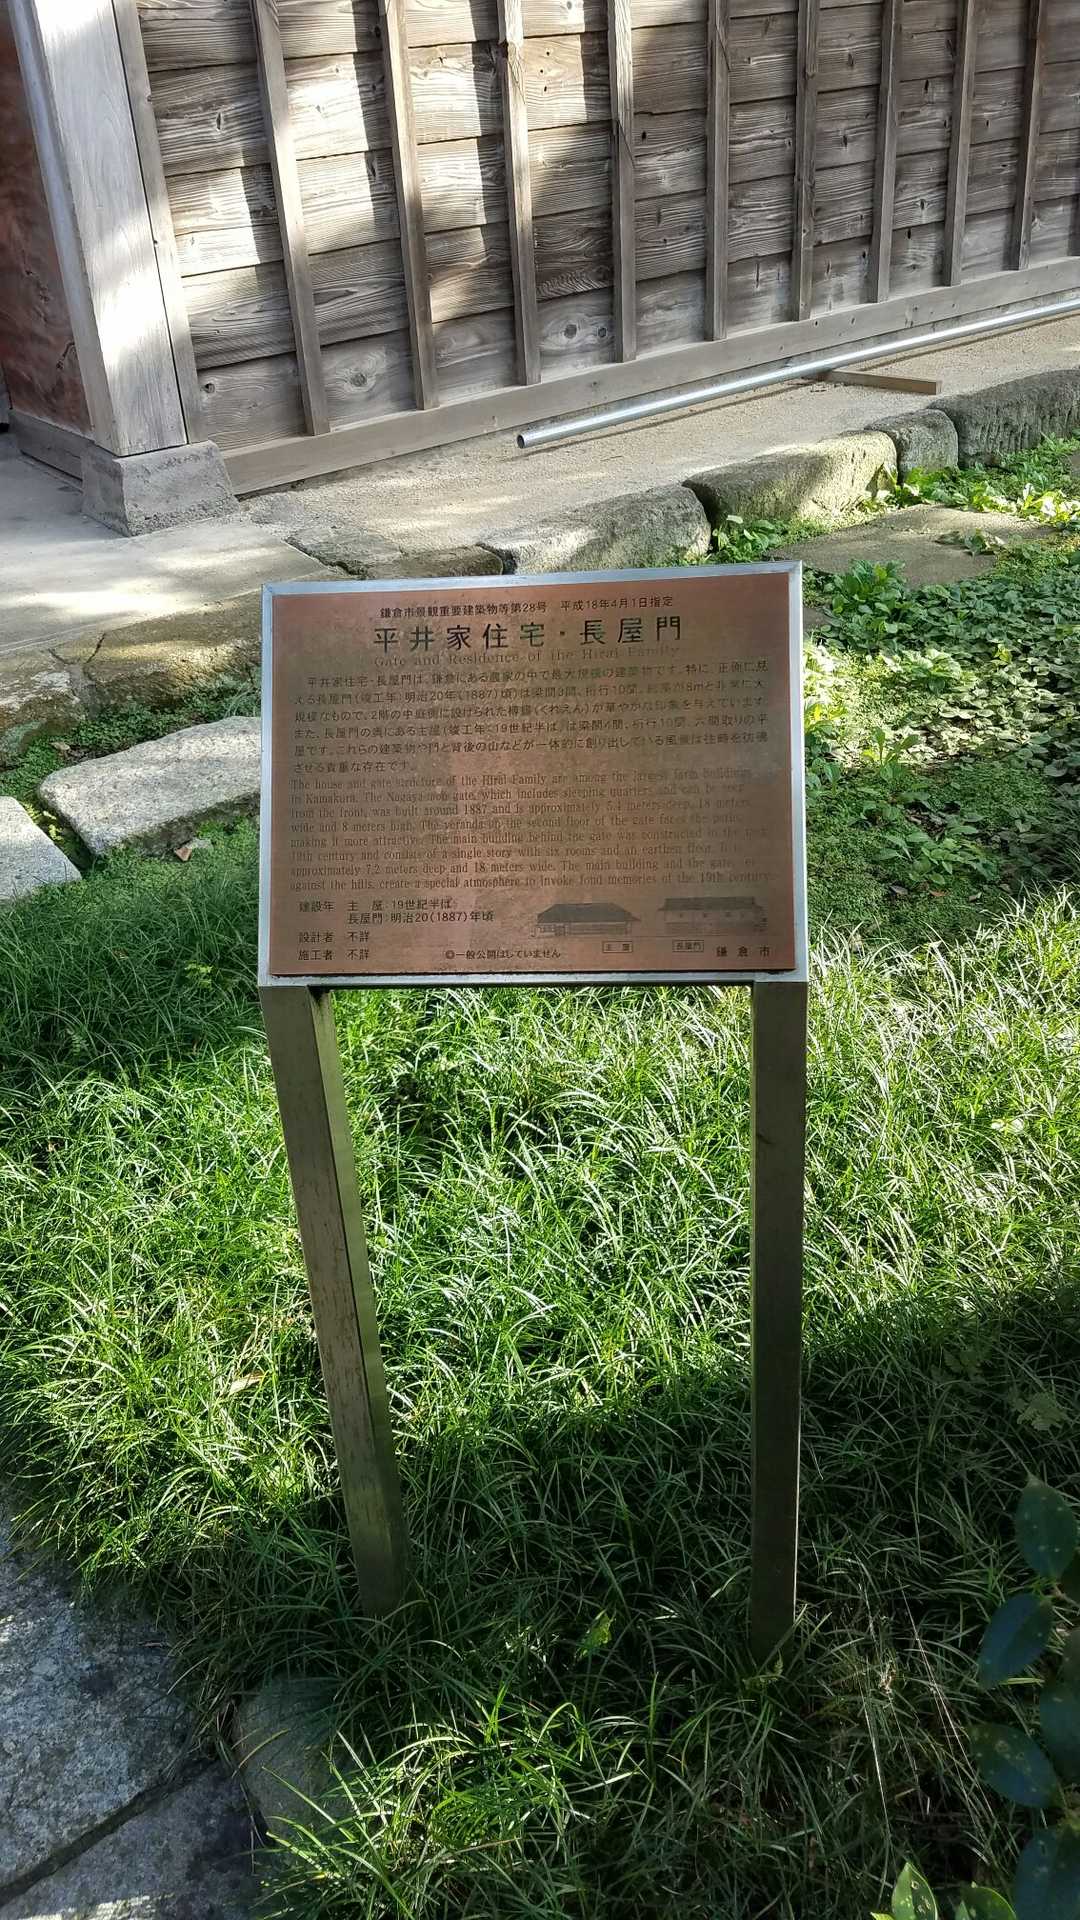 鎌倉市景観重要建築物等第28号 平成18年4月1日指定
平井家住宅・長屋門
Gate and Residence of the Hirai Family
平井家住宅・長屋門は、鎌倉にある農家の中で最大規模の建築物です。特に、正面に見
える長屋門(竣工年:明治20年(1887)頃)は梁間3間、桁行10間、総高が8mと非常に大
規模なもので、2階の中庭側に設けられた榑縁(くれえん)が華やかな印象を与えています。
また、長屋門の奥にある主屋(竣工年:19世紀半ば)は梁間4間、桁行10間、六間取りの平
屋です。これらの建築物や門と背後の山などが一体的に創り出している風景は往時を彷彿
させる貴重な存在です。
The house and gate structure of the Hirai Family are among the largest farm buildings
in Kamakura. The Nagaya-mon gate, which includes sleeping quarters and can be seen
from the front, was built around 1887 and is approximately 5.4 meters deep, 18 meters
wide and 8 meters high. The veranda on the second floor of the gate faces the patio,
making it more attractive. The main building behind the gate was constructed in the mid
19th century and consists of a single story with six rooms and an earthen floor. It is
approximately 7.2 meters deep and 18 meters wide. The main building and the gate, set
against the hills, create a special atmosphere to invoke fond memories of the 19th century.
建設年 主 屋:19世紀半ば
長屋門:明治20(1887)年頃
設計者 不詳
施工者 不詳
◎一般公開はしていません
主 屋
長屋門
鎌倉市